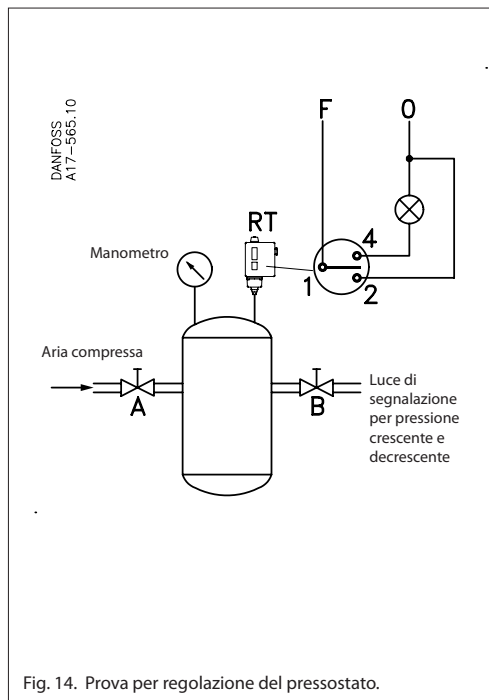 DANFOSS
A17-565.10
F
O
RT
4
1
2
Manometro
Aria compressa
A
B
Luce di
segnalazione
per pressione
crescente e
decrescente
Fig. 14. Prova per regolazione del pressostato.